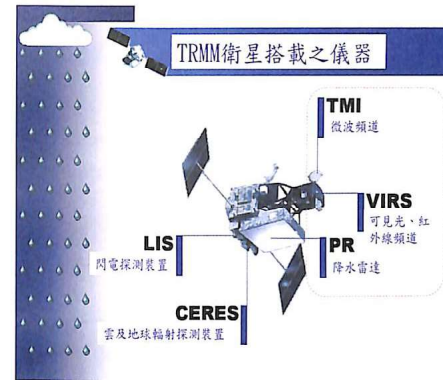 TRMM衛星搭載之儀器
TMI
微波頻道
VIRS
可見光、紅
外線頻道
LIS
閃電探測裝置
PR
降水雷達
CERES
雲及地球輻射探測裝置